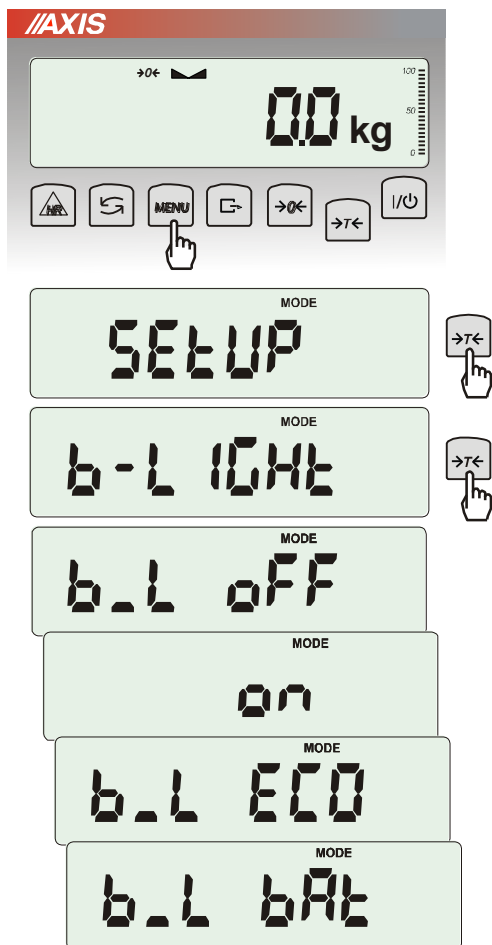 //AXIS
→0←
100
50
0
0.0 kg
HR MENU →0← →T← I/⏻
MODE
SEtUP
→T←
MODE
b-LIGHt
→T←
MODE
b_L oFF
MODE
on
MODE
b_L ECO
MODE
b_L bAt